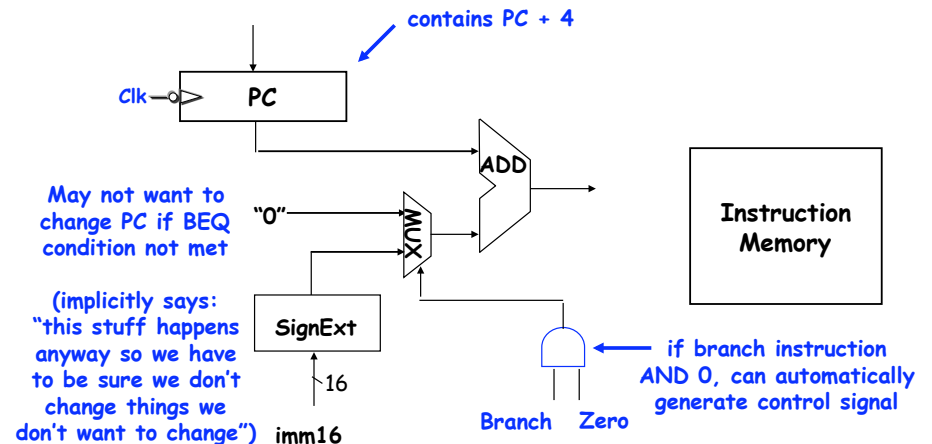 contains PC + 4
Clk
PC
ADD
May not want to
change PC if BEQ
condition not met
“0”
MUX
Instruction
Memory
(implicitly says:
“this stuff happens
anyway so we have
to be sure we don’t
change things we
don’t want to change”)
SignExt
16
imm16
if branch instruction
AND 0, can automatically
generate control signal
Branch
Zero